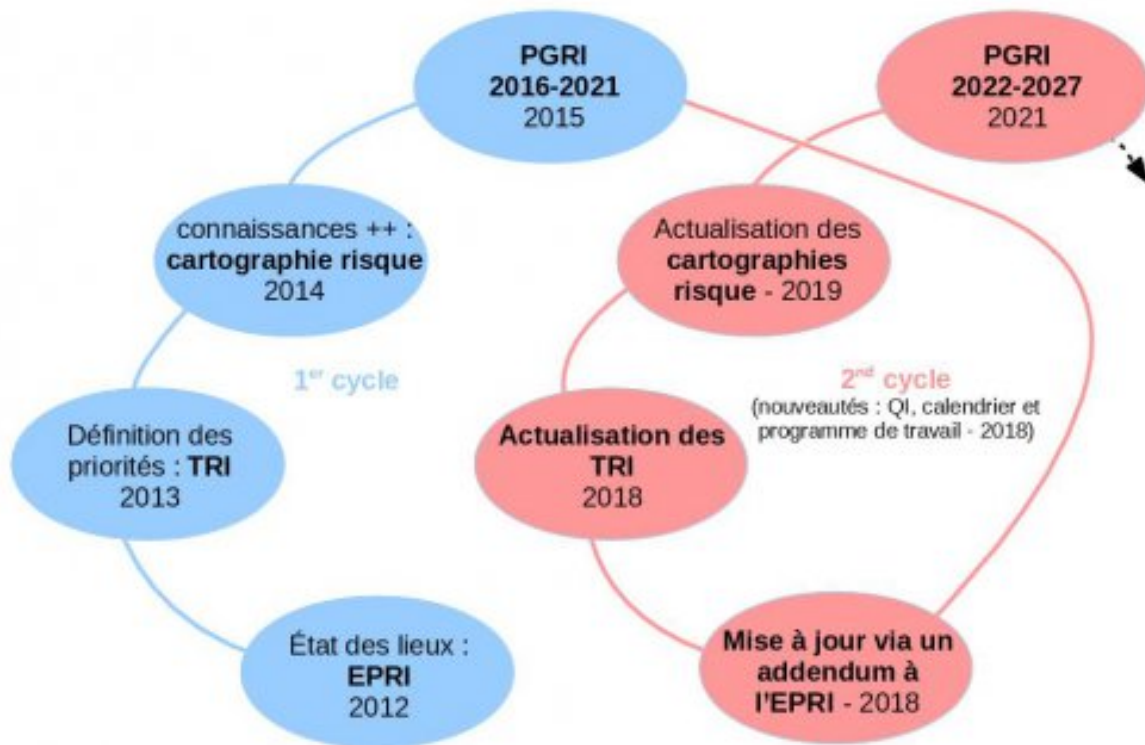 PGRI
2016-2021
2015
PGRI
2022-2027
2021
connaissances ++ :
cartographie risque
2014
Actualisation des
cartographies
risque - 2019
1er cycle
2nd cycle
(nouveautés : QI, calendrier et
programme de travail - 2018)
Définition des
priorités : TRI
2013
Actualisation des
TRI
2018
État des lieux :
EPRI
2012
Mise à jour via un
addendum à
l'EPRI - 2018